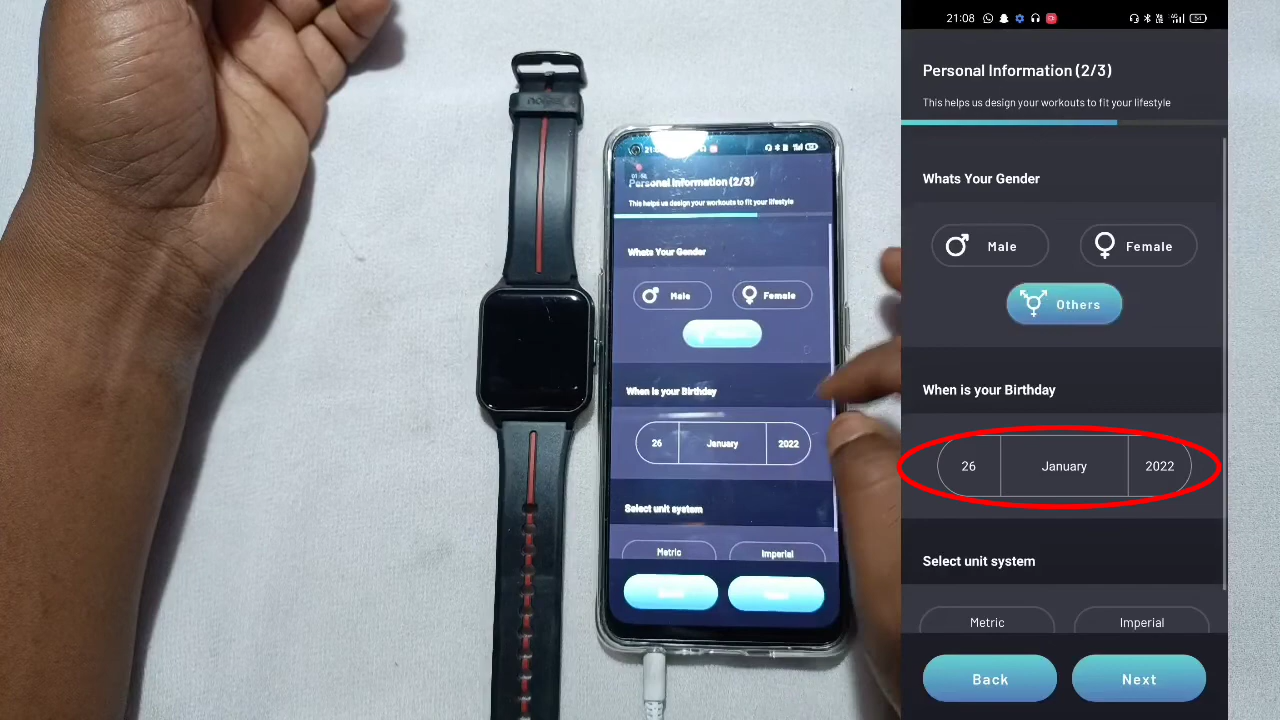 21:08
54
Personal Information (2/3)
This helps us design your workouts to fit your lifestyle
Whats Your Gender
Male
Female
Others
When is your Birthday
26
January
2022
Select unit system
Metric
Imperial
Back
Next
Personal Information (2/3)
This helps us design your workouts to fit your lifestyle
Whats Your Gender
Male
Female
When is your Birthday
26
January
2022
Select unit system
Metric
Imperial